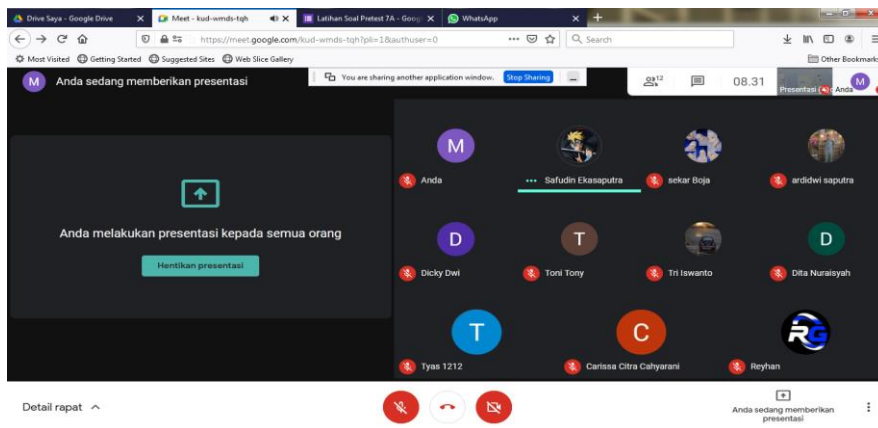 Drive Saya - Google Drive
Meet - kud-wmds-tqh
Latihan Soal Pretest 7A - Goog
WhatsApp
https://meet.google.com/kud-wmds-tqh?pli=1&authuser=0
Search
Most Visited Getting Started Suggested Sites Web Slice Gallery
Other Bookmarks
M Anda sedang memberikan presentasi
You are sharing another application window. Stop Sharing
12
08.31
Presentasi
Anda
M
Anda melakukan presentasi kepada semua orang
Hentikan presentasi
M
Anda
Safudin Ekasaputra
sekar Boja
ardidwi saputra
D
Dicky Dwi
T
Toni Tony
Tri Iswanto
D
Dita Nuraisyah
T
Tyas 1212
C
Carissa Citra Cahyarani
RG
Reyhan
Detail rapat
Anda sedang memberikan
presentasi